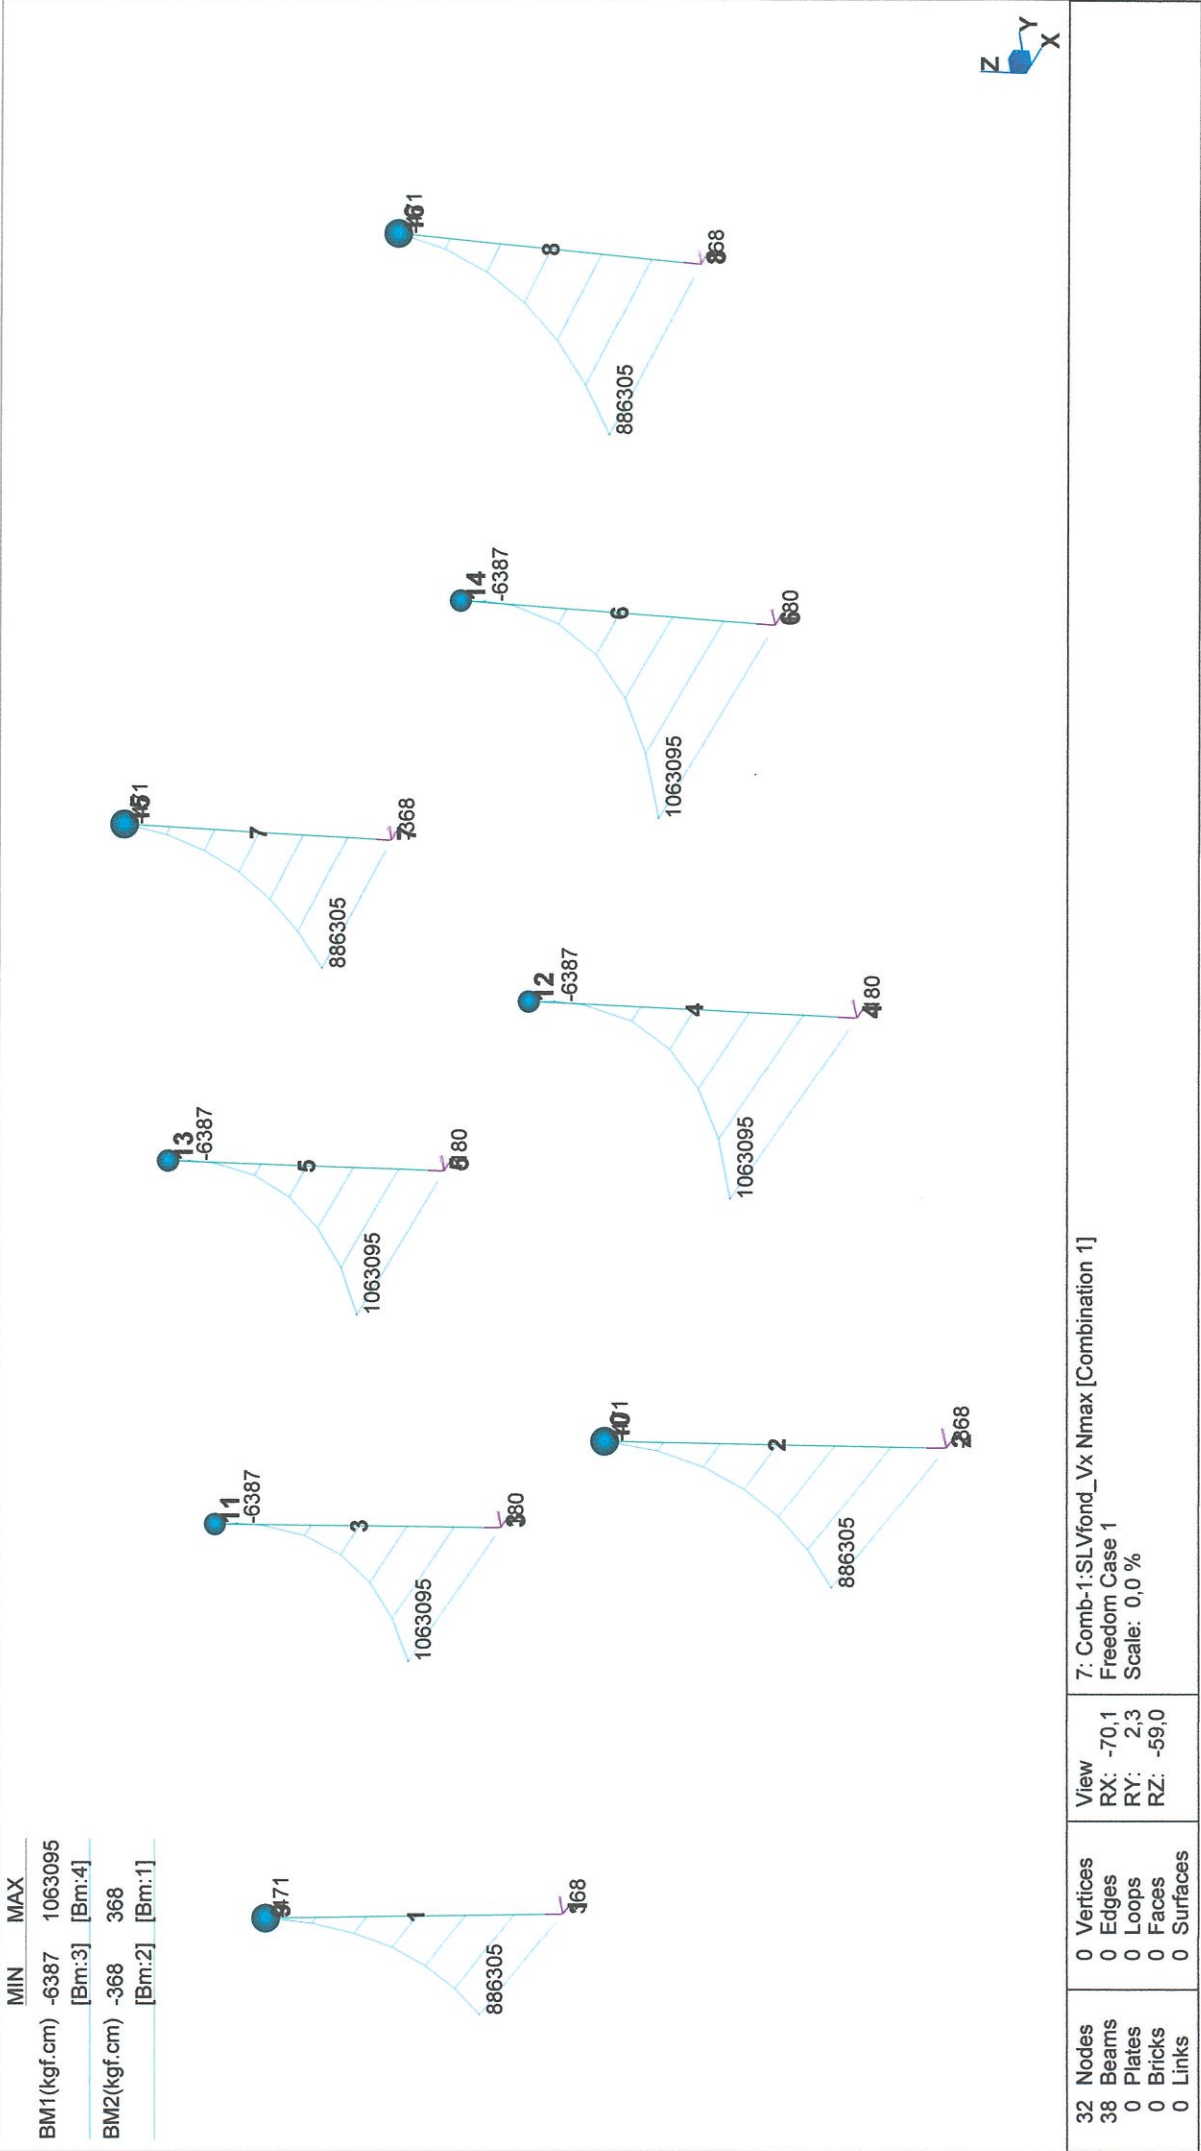 MIN MAX
BM1(kgf.cm) -6387 1063095
[Bm:3] [Bm:4]
BM2(kgf.cm) -368 368
[Bm:2] [Bm:1]
Z
Y
X
471
1
886305
368
11
-6387
3
1063095
2
886305
13
-6387
5
1063095
12
-6387
4
1063095
7
886305
14
-6387
6
1063095
8
886305
32 Nodes
38 Beams
0 Plates
0 Bricks
0 Links
0 Vertices
0 Edges
0 Loops
0 Faces
0 Surfaces
View
RX: -70,1
RY: 2,3
RZ: -59,0
7: Comb-1:SLVfond_Vx Nmax [Combination 1]
Freedom Case 1
Scale: 0,0 %